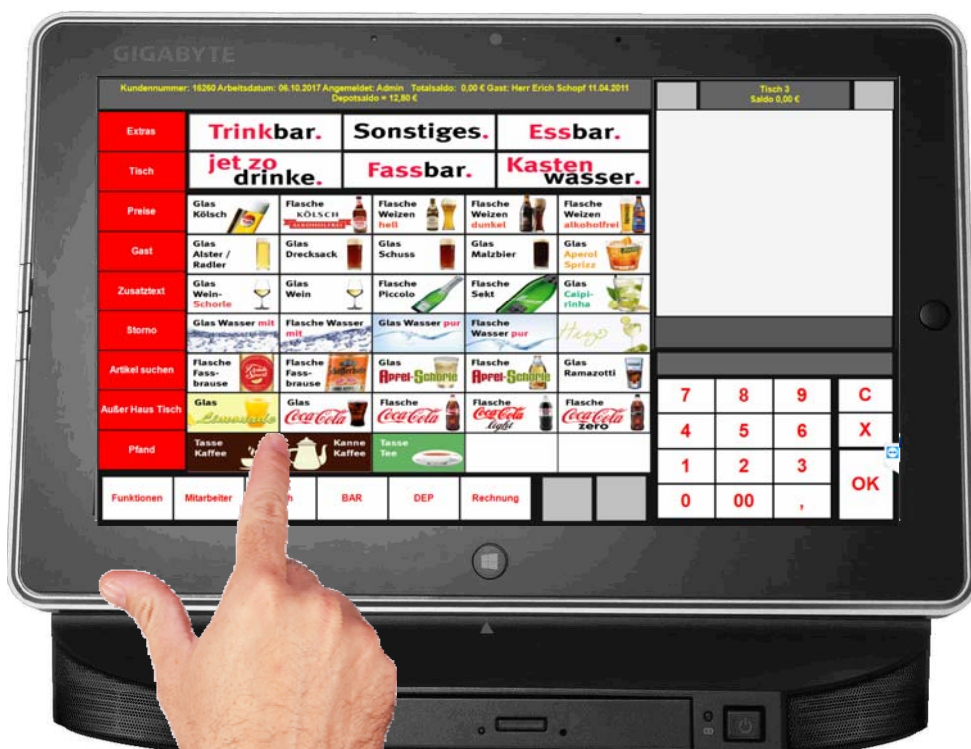 GIGABYTE
Kundennummer: 16260 Arbeitsdatum: 06.10.2017 Angemeldet: Admin Totalsaldo: 0,00 € Gast: Herr Erich Schopf 11.04.2011
Depotsaldo = 12,80 €
Tisch 3
Saldo 0,00 €
Extras
Trinkbar. Sonstiges. Essbar.
Tisch
jet zo
drinke. Fassbar. Kasten
wasser.
Preise
Glas
Kölsch
Flasche
KÖLSCH
ALKOHOLFREI
Flasche
Weizen
hell
Flasche
Weizen
dunkel
Flasche
Weizen
alkoholfrei
Gast
Glas
Alster /
Radler
Glas
Drecksack
Glas
Schuss
Glas
Malzbier
Glas
Aperol
Sprizz
Zusatztext
Glas
Wein-
Schorle
Glas
Wein
Flasche
Piccolo
Flasche
Sekt
Glas
Caipi-
rinha
Storno
Glas Wasser mit
Flasche Wasser
mit
Glas Wasser pur
Flasche
Wasser pur
Hugo
Artikel suchen
Flasche
Fass-
brause
Flasche
Fass-
brause
Glas
Apfel-Schorle
Flasche
Apfel-Schorle
Glas
Ramazotti
Außer Haus Tisch
Glas
Limonade
Glas
Coca-Cola
Flasche
Coca-Cola
Flasche
Coca-Cola
light
Flasche
Coca-Cola
zero
Pfand
Tasse
Kaffee
Kanne
Kaffee
Tasse
Tee
Funktionen Mitarbeiter BAR DEP Rechnung
7 8 9 C
4 5 6 X
1 2 3
OK
0 00 ,